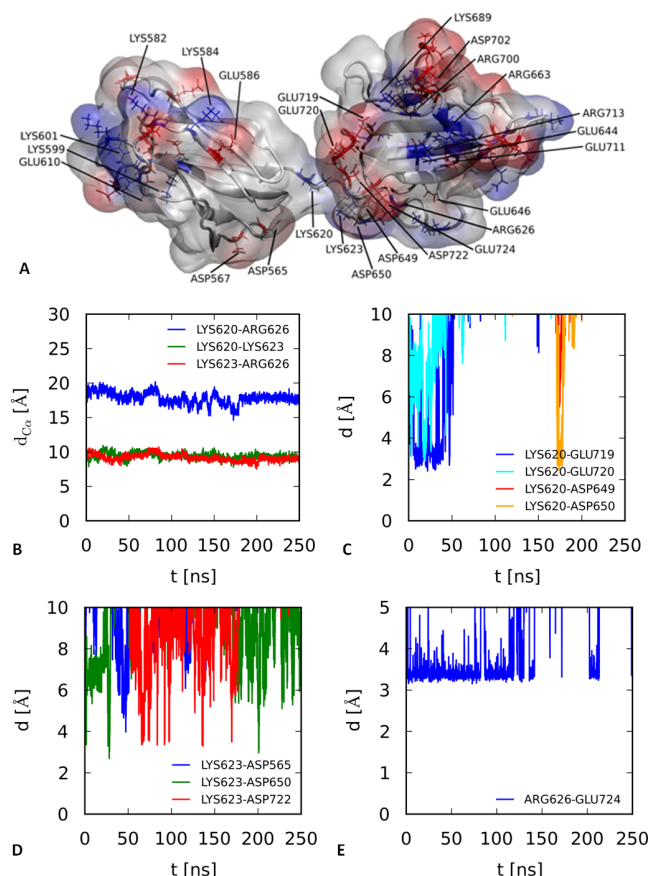 LYS689
LYS582
ASP702
LYS584
ARG700
GLU586
ARG663
GLU719
GLU720
ARG713
LYS601
GLU644
LYS599
GLU711
GLU610
GLU646
LYS620
ARG626
LYS623
GLU724
ASP649
ASP565
ASP722
ASP567
ASP650
A
30
25
20
15
10
5
0
dCα [Å]
LYS620-ARG626
LYS620-LYS623
LYS623-ARG626
0 50 100 150 200 250
t [ns]
B
10
8
6
4
2
0
d [Å]
LYS620-GLU719
LYS620-GLU720
LYS620-ASP649
LYS620-ASP650
0 50 100 150 200 250
t [ns]
C
10
8
6
4
2
0
d [Å]
LYS623-ASP565
LYS623-ASP650
LYS623-ASP722
0 50 100 150 200 250
t [ns]
D
5
4
3
2
1
0
d [Å]
ARG626-GLU724
0 50 100 150 200 250
t [ns]
E